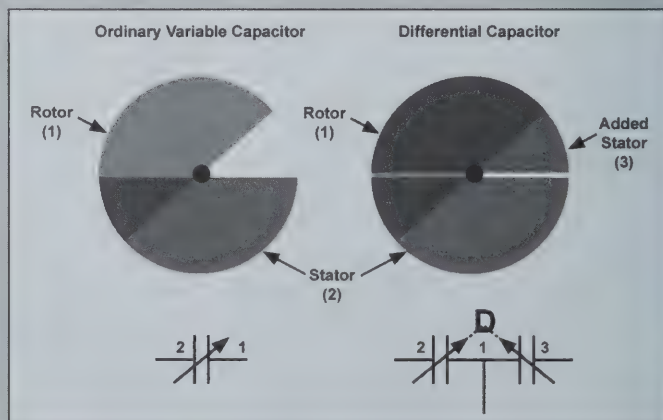 Ordinary Variable Capacitor
Differential Capacitor
Rotor
(1)
Rotor
(1)
Added
Stator
(3)
Stator
(2)
D
2 1
2 1 3